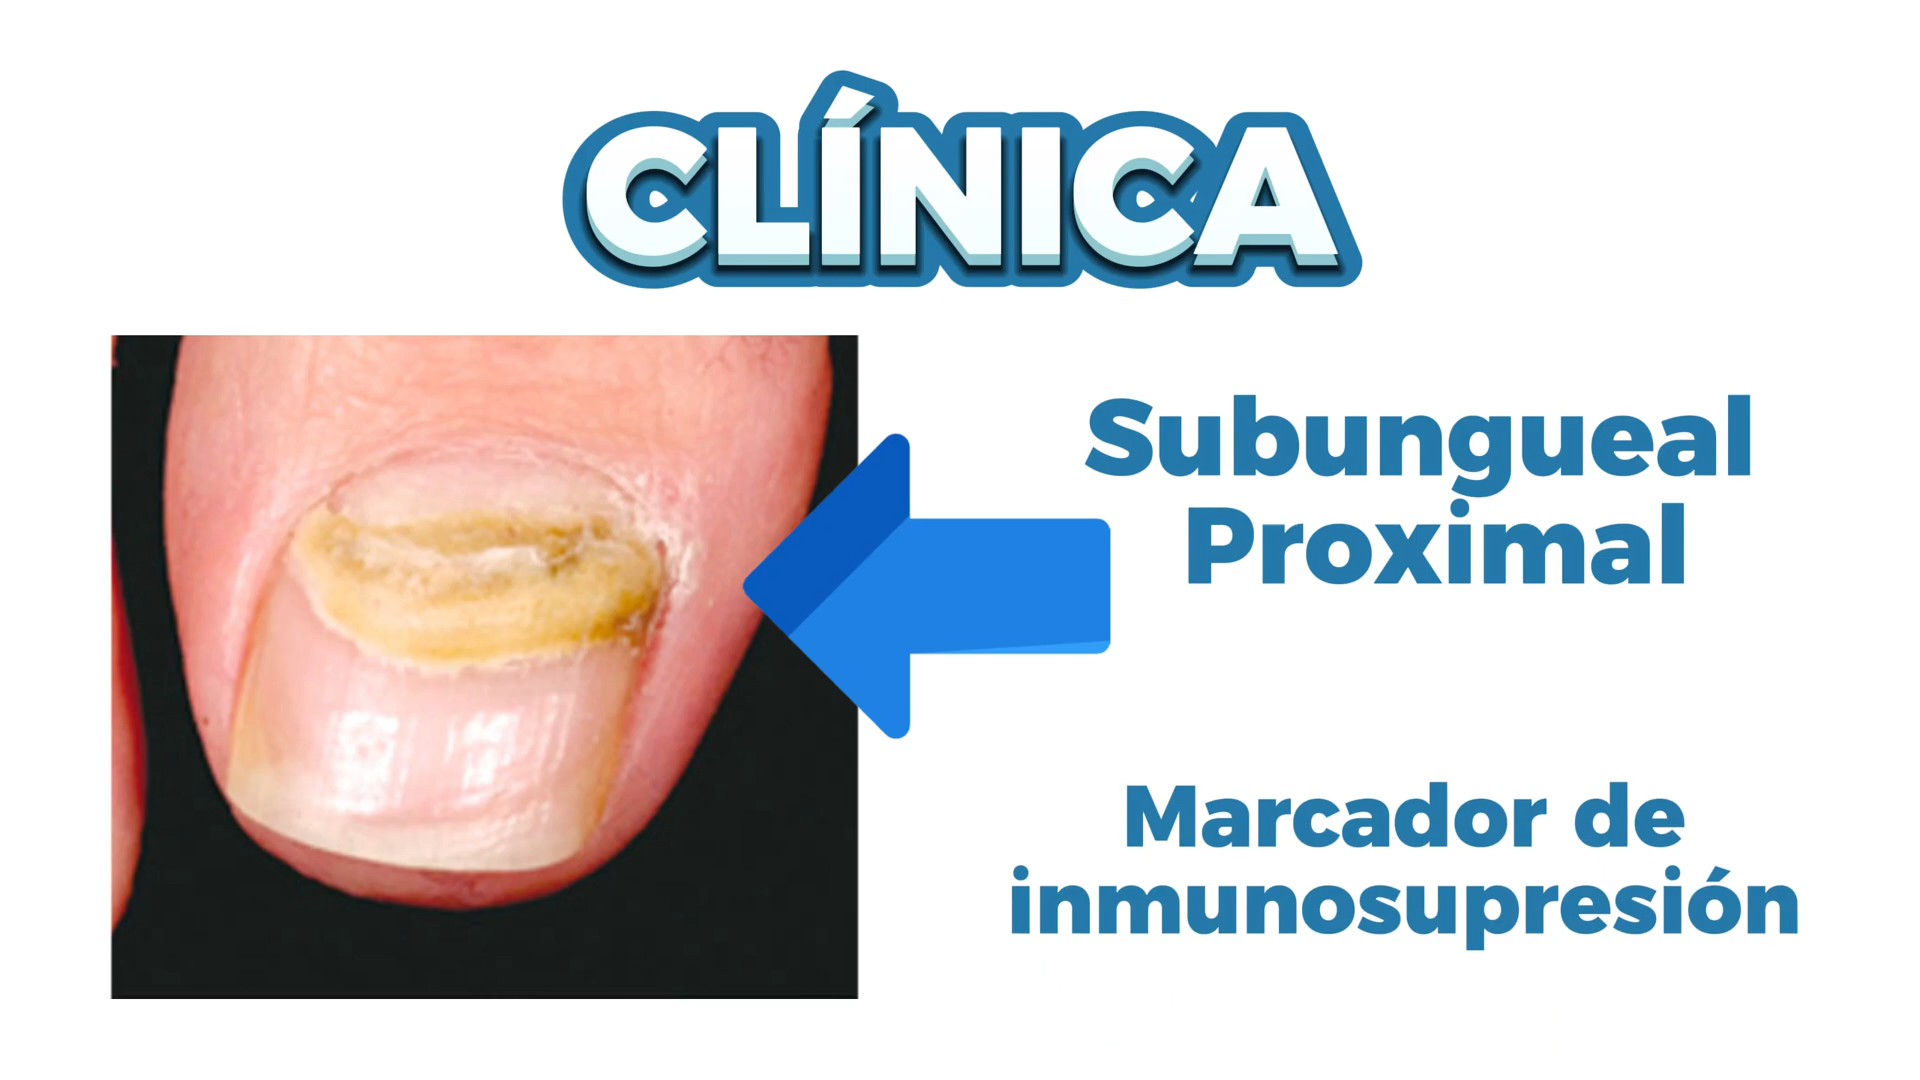 CLÍNICA
Subungueal
Proximal
Marcador de
inmunosupresión